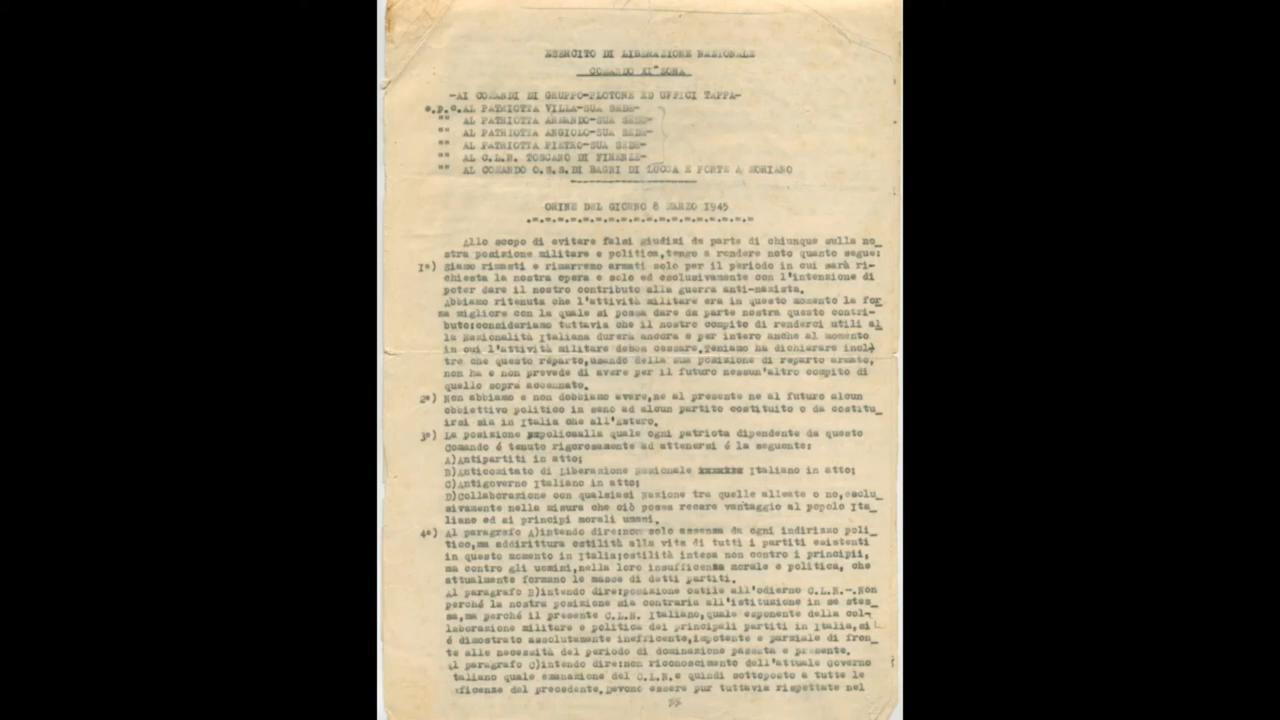 ESERCITO DI LIBERAZIONE NAZIONALE
COMANDO XI° ZONA
-AI COMANDI DI GRUPPO-PLOTONE ED UFFICI TAPPA-
e.p.c. AL PATRIOTTA VILLA-SUA SEDE-
"" AL PATRIOTTA ARMANDO-SUA SEDE-
"" AL PATRIOTTA ANGIOLO-SUA SEDE-
"" AL PATRIOTTA PIETRO-SUA SEDE-
"" AL C.L.N. TOSCANO DI FIRENZE-
"" AL COMANDO O.S.S. DI BAGNI DI LUCCA E PONTE A MORIANO
ORINE DEL GIORNO 8 MARZO 1945
Allo scopo di evitare falsi giudizi da parte di chiunque sulla no_
stra posizione militare e politica,tengo a rendere noto quanto segue:
1°) Siamo rimasti e rimarremo armati solo per il periodo in cui sarà ri-
chiesta la nostra opera e solo ed esclusivamente con l'intenzione di
poter dare il nostro contributo alla guerra anti-nazista.
Abbiamo ritenuta che l'attività militare era in questo momento la for_
ma migliore con la quale si possa dare da parte nostra questo contri-
buto:consideriamo tuttavia che il nostro compito di renderci utili al_
la Nazionalità Italiana durerà ancora e per intero anche al momento
in cui l'attività militare debba cessare.Teniamo ha dichiarare inol-
tre che questo reparto,usando della sua posizione di reparto armato,
non ha e non prevede di avere per il futuro nessun'altro compito di
quello sopra accennato.
2°) Non abbiamo e non dobbiamo avere,ne al presente ne al futuro alcun
obbiettivo politico in seno ad alcun partito costituito o da costitu_
irsi sia in Italia che all'Estero.
3°) La posizione polica alla quale ogni patriota dipendente da questo
Comando é tenuto rigorosamente ad attenersi é la seguente:
A)Antipartiti in atto;
B)Anticomitato di Liberazione Nazionale xxxxxxx Italiano in atto;
C)Antigoverno Italiano in atto;
D)Collaborazione con qualsiasi Nazione tra quelle alleate o no,esclu_
sivamente nella misura che ciò possa recare vantaggio al popolo Ita_
liano ed ai principi morali umani.
4°) Al paragrafo A)intendo dire:non solo assenza da ogni indirizzo poli_
tico,ma addirittura ostilità alla vita di tutti i partiti esistenti
in questo momento in Italia;ostilità intesa non contro i principii,
ma contro gli uomini,nella loro insufficenza morale e politica, che
attualmente formano le masse di detti partiti.
Al paragrafo B)intendo dire:posizione ostile all'odierno C.L.N.-.Non
perché la nostra posizione sia contraria all'istituzione in se stes_
sa,ma perché il presente C.L.N. Italiano,quale esponente della col-
laborazione militare e politica dei principali partiti in Italia,si
é dimostrato assolutamente inefficente,impotente e parziale di fron_
te alle necessità del periodo di dominazione passata e presente.
Al paragrafo C)intendo dire:non riconoscimento dell'attuale governo
Italiano quale emanazione del C.L.N.e quindi sottoposto a tutte le
ficenze del precedente.Devono essere pur tuttavia rispettate nel